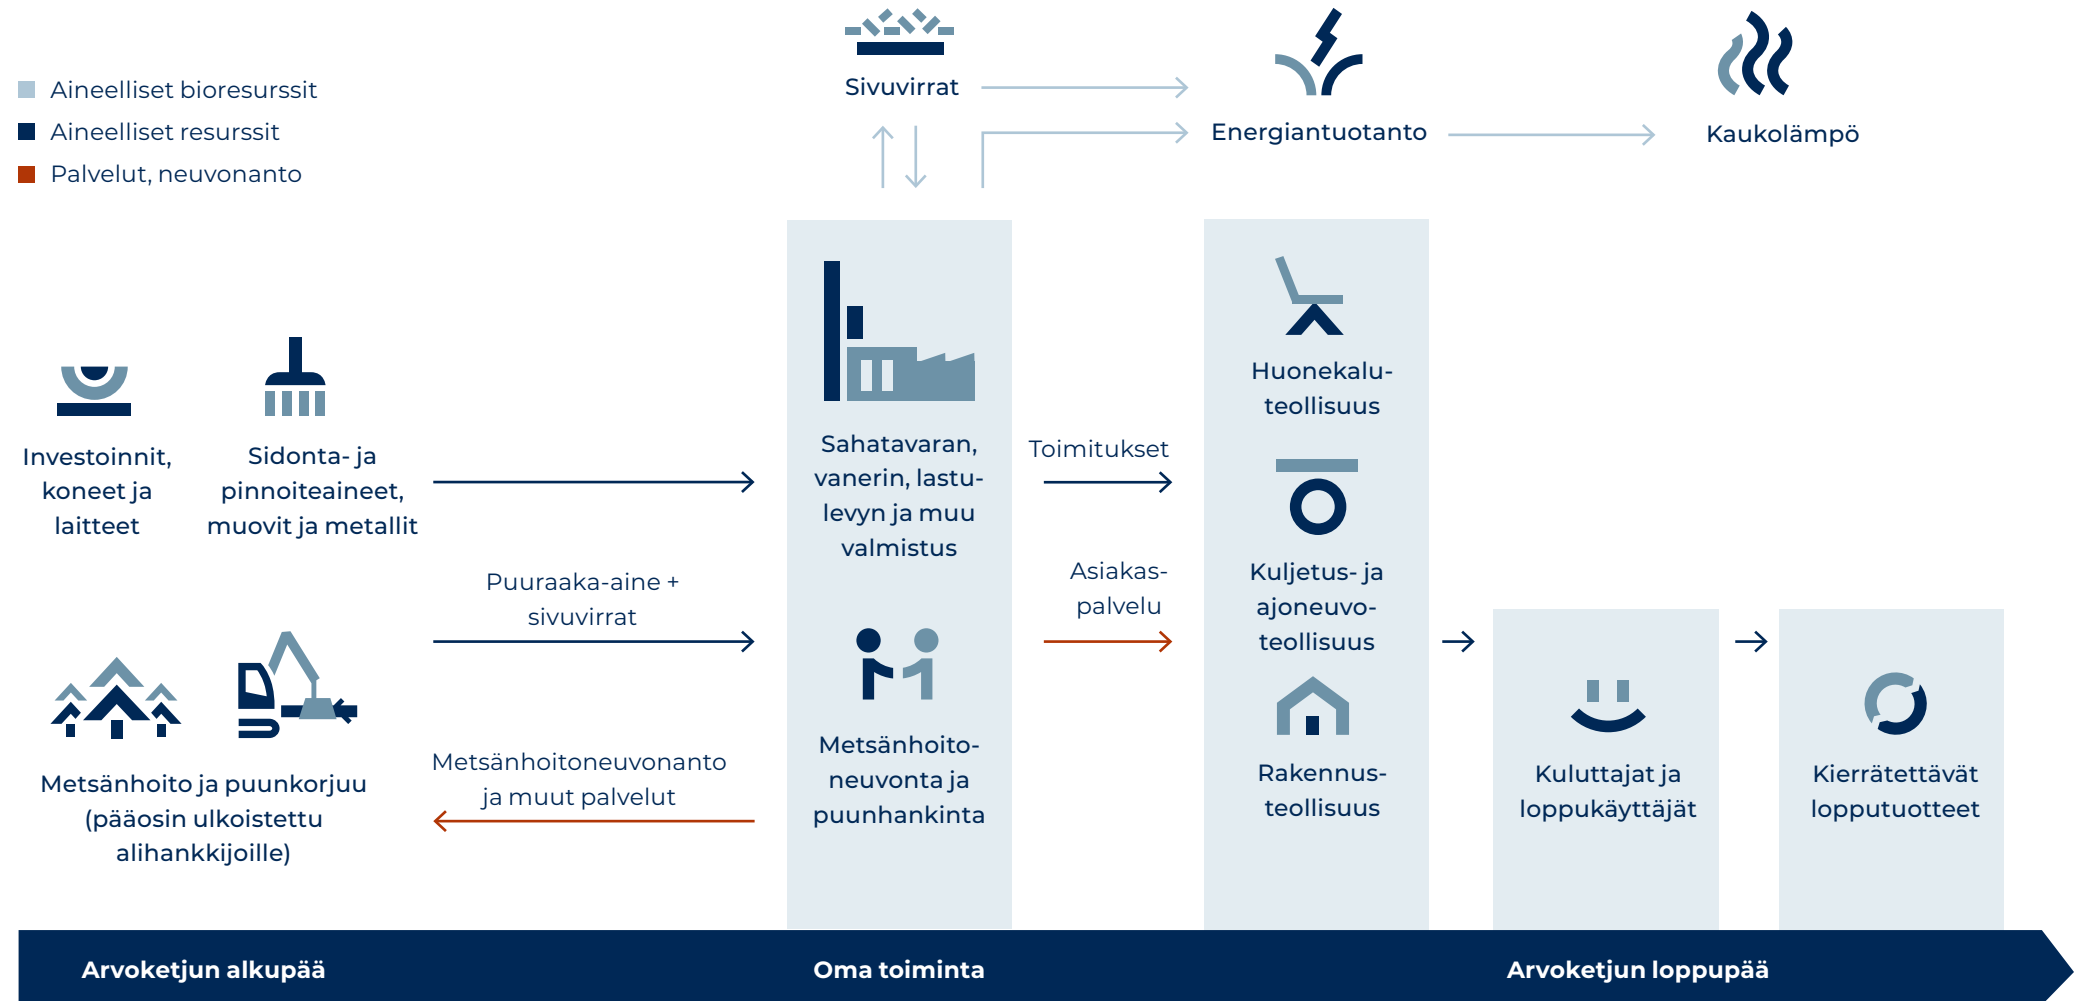 Aineelliset bioresurssit
Aineelliset resurssit
Palvelut, neuvonanto
Sivuvirrat
Energiantuotanto
Kaukolämpö
Investoinnit,
koneet ja
laitteet
Sidonta- ja
pinnoiteaineet,
muovit ja metallit
Puuraaka-aine +
sivuvirrat
Metsänhoito ja puunkorjuu
(pääosin ulkoistettu
alihankkijoille)
Metsänhoitoneuvonanto
ja muut palvelut
Sahatavaran,
vanerin, lastu-
levyn ja muu
valmistus
Metsänhoito-
neuvonta ja
puunhankinta
Toimitukset
Asiakas-
palvelu
Huonekalu-
teollisuus
Kuljetus- ja
ajoneuvo-
teollisuus
Rakennus-
teollisuus
Kuluttajat ja
loppukäyttäjät
Kierrätettävät
lopputuotteet
Arvoketjun alkupää
Oma toiminta
Arvoketjun loppupää